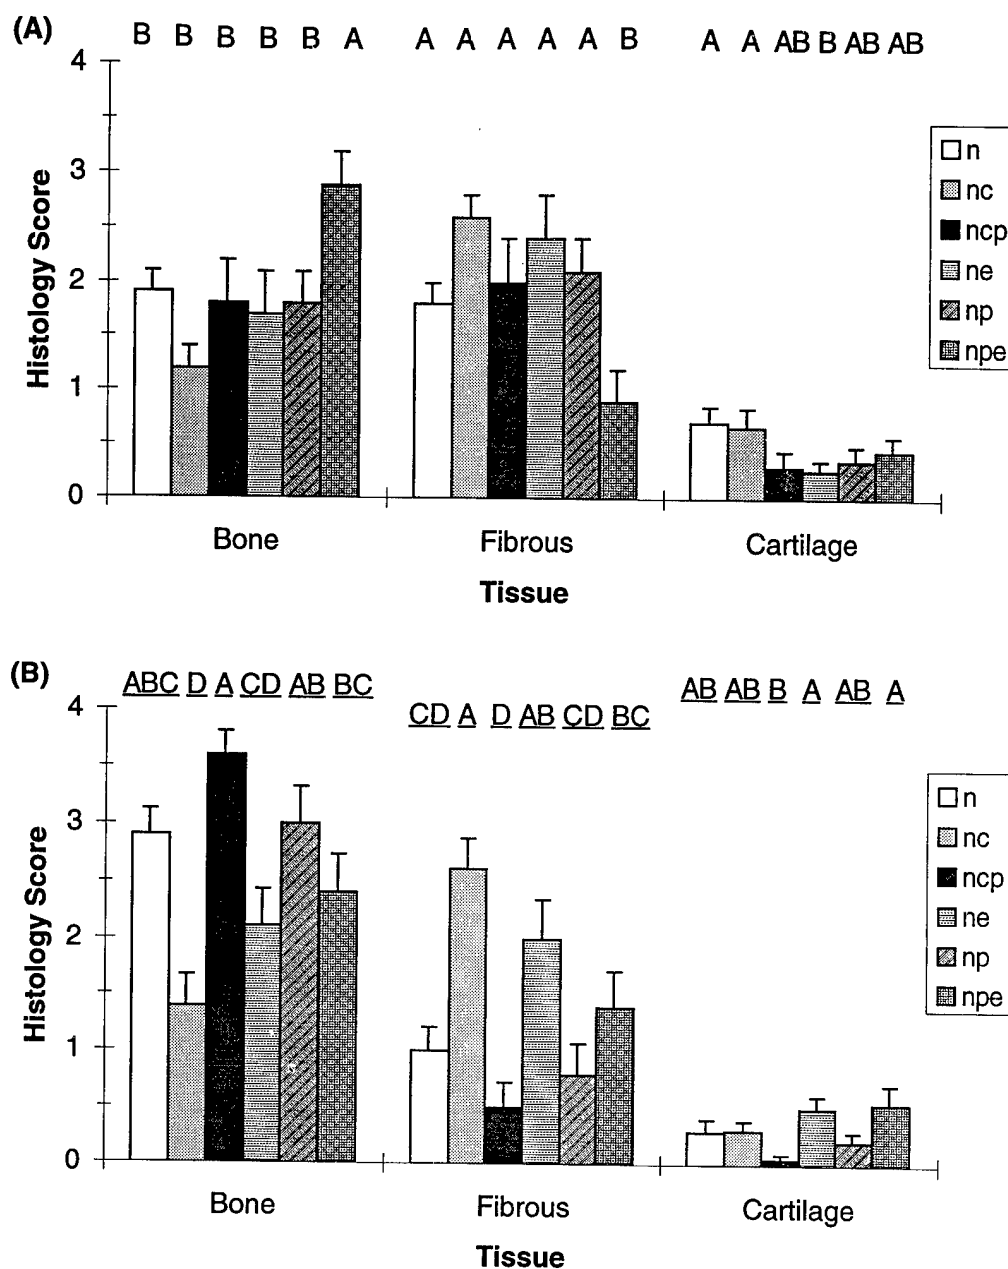 (A)
B B B B B A A A A A A B A A AB B AB AB
4
3
2
1
0
Histology Score
n
nc
ncp
ne
np
npe
Bone Fibrous Cartilage
Tissue
(B)
ABC D A CD AB BC CD A D AB CD BC AB AB B A AB A
4
3
2
1
0
Histology Score
n
nc
ncp
ne
np
npe
Bone Fibrous Cartilage
Tissue